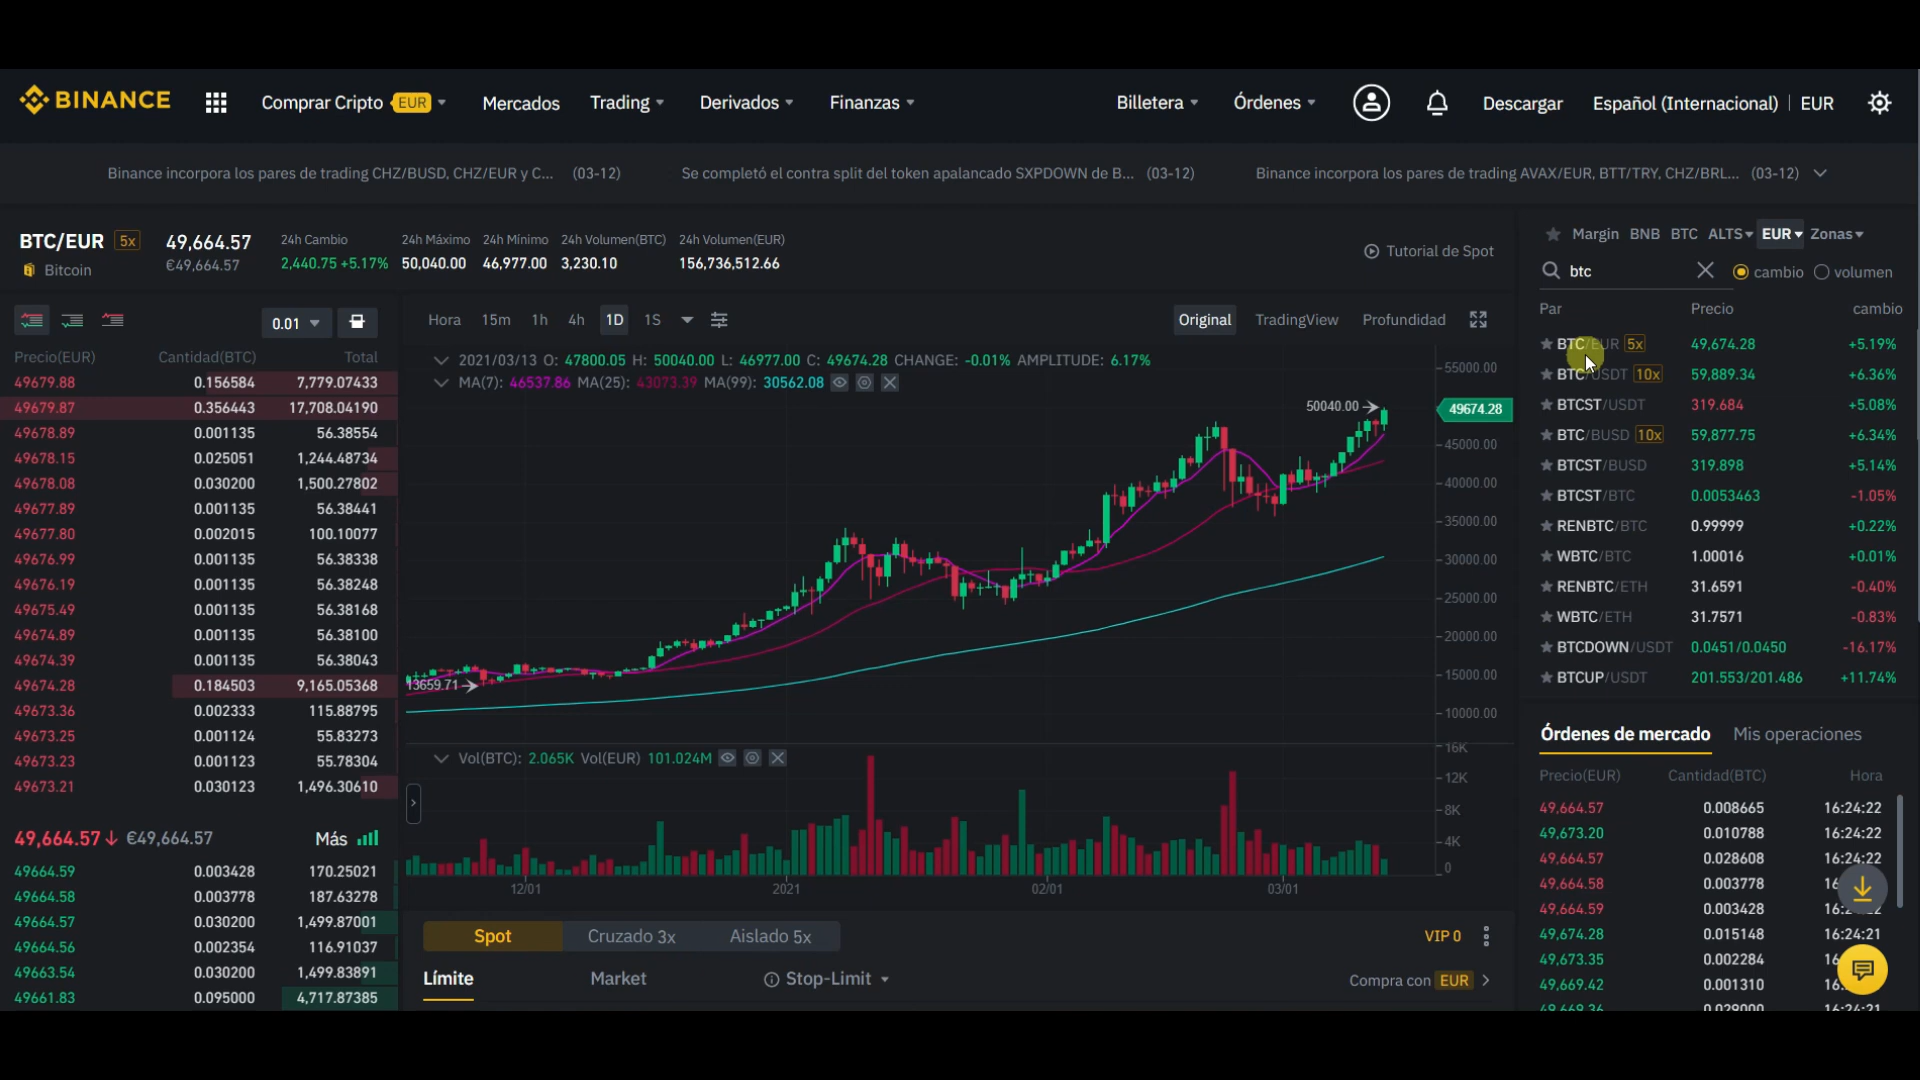 BINANCE Comprar Cripto EUR Mercados Trading Derivados Finanzas Billetera Órdenes Descargar Español (Internacional) EUR
Binance incorpora los pares de trading CHZ/BUSD, CHZ/EUR y C... (03-12) Se completó el contra split del token apalancado SXPDOWN de B... (03-12) Binance incorpora los pares de trading AVAX/EUR, BTT/TRY, CHZ/BRL... (03-12)
BTC/EUR 5x
Bitcoin
49,664.57
€49,664.57
24h Cambio
2,440.75 +5.17%
24h Máximo
50,040.00
24h Mínimo
46,977.00
24h Volumen(BTC)
3,230.10
24h Volumen(EUR)
156,736,512.66
Tutorial de Spot
0.01
Precio(EUR) Cantidad(BTC) Total
49679.88 0.156584 7,779.07433
49679.87 0.356443 17,708.04190
49678.89 0.001135 56.38554
49678.15 0.025051 1,244.48734
49678.08 0.030200 1,500.27802
49677.89 0.001135 56.38441
49677.80 0.002015 100.10077
49676.99 0.001135 56.38338
49676.19 0.001135 56.38248
49675.49 0.001135 56.38168
49674.89 0.001135 56.38100
49674.39 0.001135 56.38043
49674.28 0.184503 9,165.05368
49673.36 0.002333 115.88795
49673.25 0.001124 55.83273
49673.23 0.001123 55.78304
49673.21 0.030123 1,496.30610
49,664.57↓ €49,664.57 Más
49664.59 0.003428 170.25021
49664.58 0.003778 187.63278
49664.57 0.030200 1,499.87001
49664.56 0.002354 116.91037
49663.54 0.030200 1,499.83891
49661.83 0.095000 4,717.87385
Hora 15m 1h 4h 1D 1S Original TradingView Profundidad
2021/03/13 O: 47800.05 H: 50040.00 L: 46977.00 C: 49674.28 CHANGE: -0.01% AMPLITUDE: 6.17%
MA(7): 46537.86 MA(25): 43073.39 MA(99): 30562.08
50040.00
13659.71
55000.00
49674.28
45000.00
40000.00
35000.00
30000.00
25000.00
20000.00
15000.00
10000.00
Vol(BTC): 2.065K Vol(EUR) 101.024M
16K
12K
8K
4K
0
12/01 2021 02/01 03/01
Spot Cruzado 3x Aislado 5x VIP 0
Límite Market Stop-Limit Compra con EUR
Margin BNB BTC ALTS EUR Zonas
btc cambio volumen
Par Precio cambio
BTC/EUR 5x 49,674.28 +5.19%
BTC/USDT 10x 59,889.34 +6.36%
BTCST/USDT 319.684 +5.08%
BTC/BUSD 10x 59,877.75 +6.34%
BTCST/BUSD 319.898 +5.14%
BTCST/BTC 0.0053463 -1.05%
RENBTC/BTC 0.99999 +0.22%
WBTC/BTC 1.00016 +0.01%
RENBTC/ETH 31.6591 -0.40%
WBTC/ETH 31.7571 -0.83%
BTCDOWN/USDT 0.0451/0.0450 -16.17%
BTCUP/USDT 201.553/201.486 +11.74%
Órdenes de mercado Mis operaciones
Precio(EUR) Cantidad(BTC) Hora
49,664.57 0.008665 16:24:22
49,673.20 0.010788 16:24:22
49,664.57 0.028608 16:24:22
49,664.58 0.003778
49,664.59 0.003428
49,674.28 0.015148 16:24:21
49,673.35 0.002284
49,669.42 0.001310
49,669.36 0.029000 16:24:21